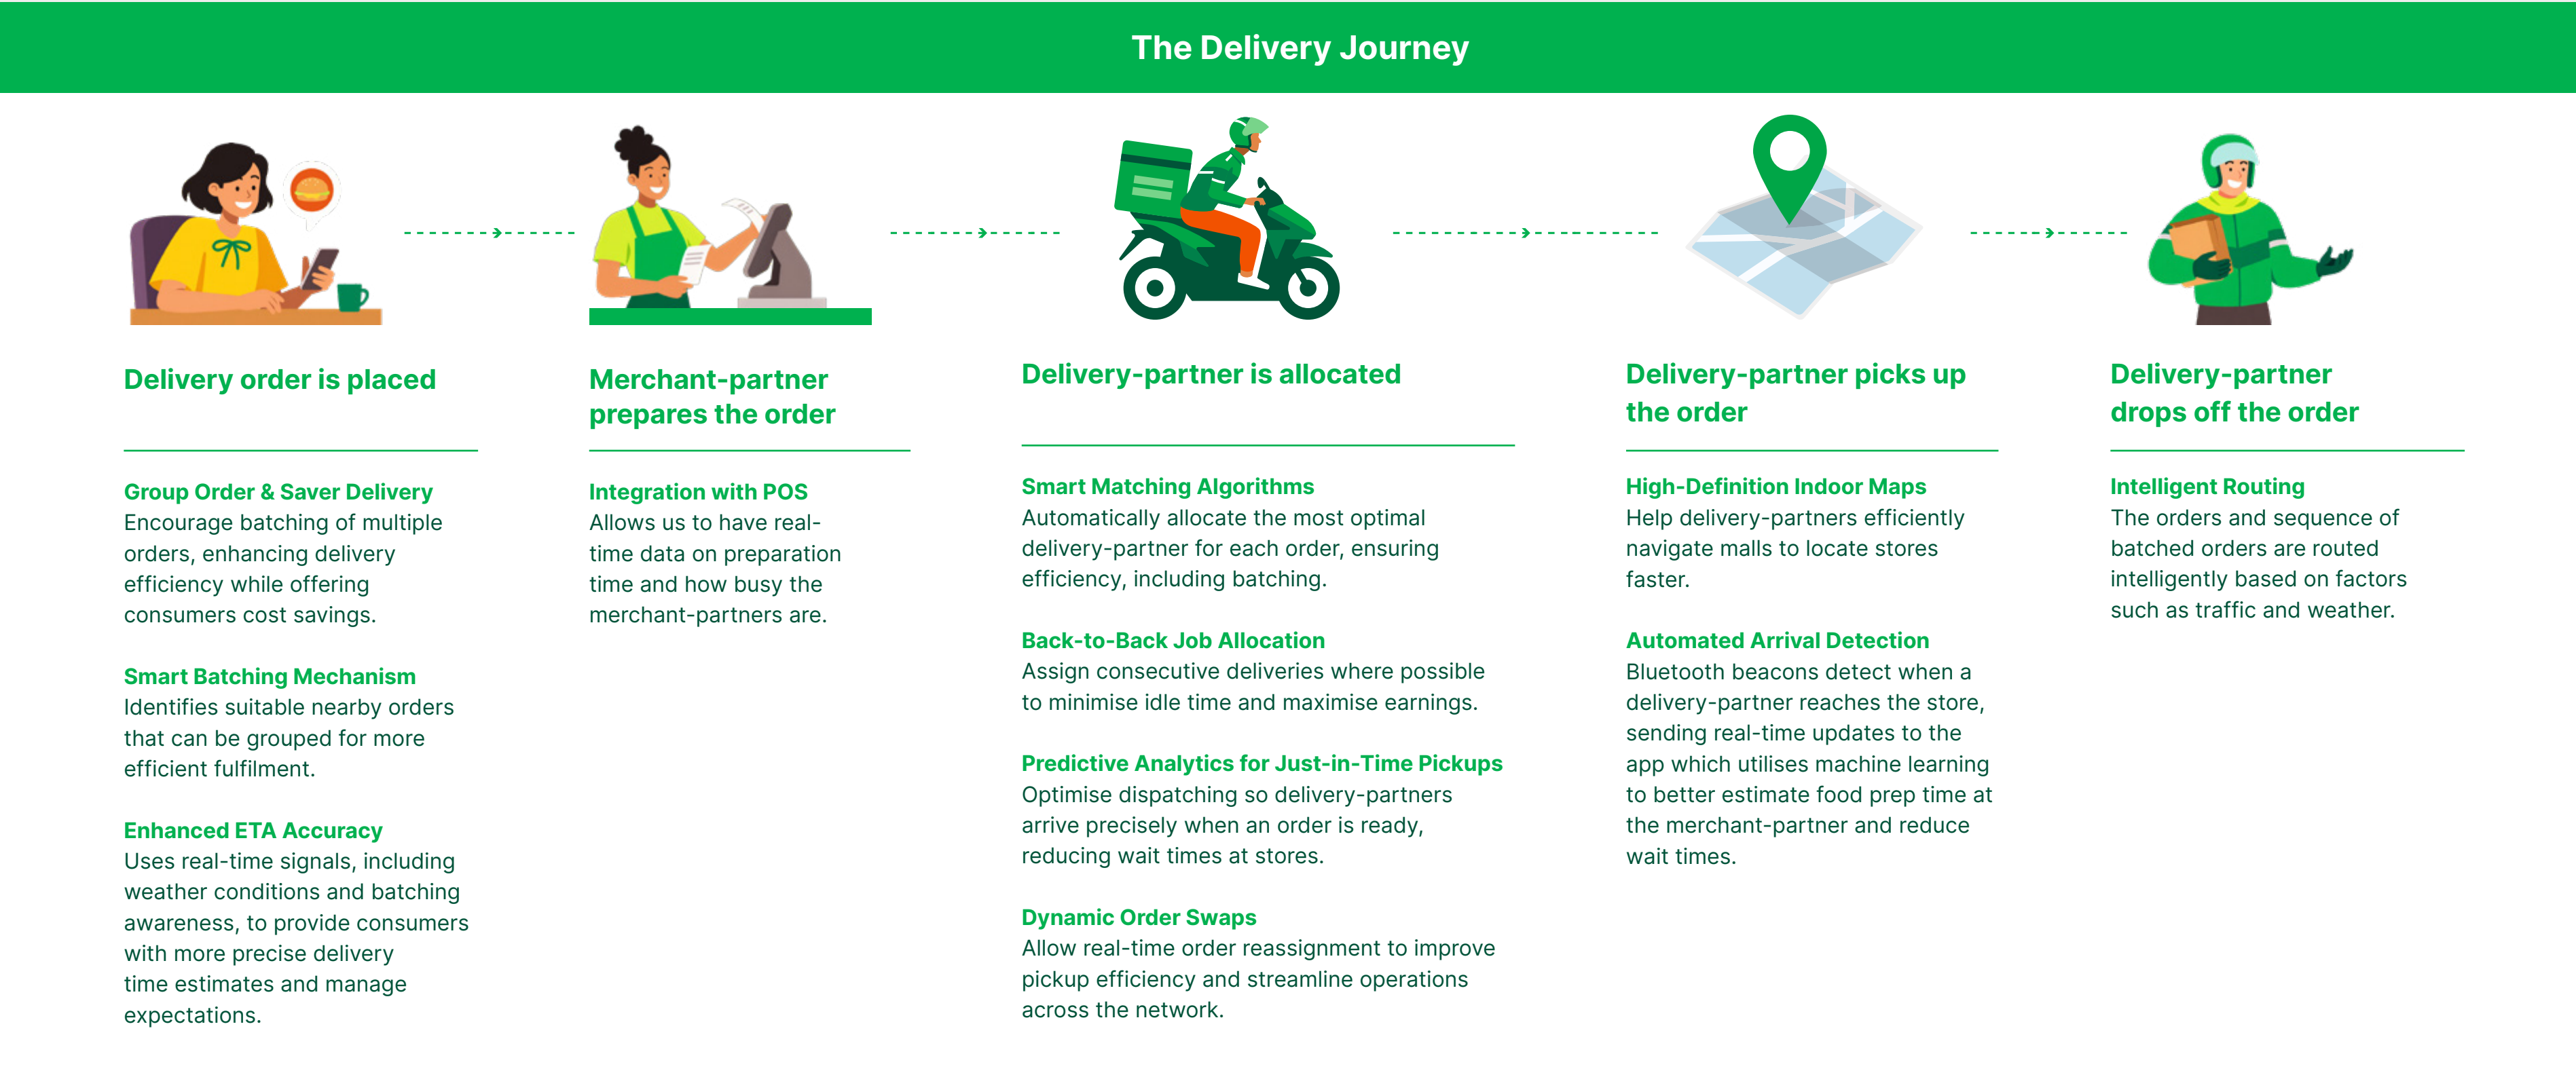 The Delivery Journey
Delivery order is placed
Group Order & Saver Delivery
Encourage batching of multiple
orders, enhancing delivery
efficiency while offering
consumers cost savings.
Smart Batching Mechanism
Identifies suitable nearby orders
that can be grouped for more
efficient fulfilment.
Enhanced ETA Accuracy
Uses real-time signals, including
weather conditions and batching
awareness, to provide consumers
with more precise delivery
time estimates and manage
expectations.
Merchant-partner
prepares the order
Integration with POS
Allows us to have real-
time data on preparation
time and how busy the
merchant-partners are.
Delivery-partner is allocated
Smart Matching Algorithms
Automatically allocate the most optimal
delivery-partner for each order, ensuring
efficiency, including batching.
Back-to-Back Job Allocation
Assign consecutive deliveries where possible
to minimise idle time and maximise earnings.
Predictive Analytics for Just-in-Time Pickups
Optimise dispatching so delivery-partners
arrive precisely when an order is ready,
reducing wait times at stores.
Dynamic Order Swaps
Allow real-time order reassignment to improve
pickup efficiency and streamline operations
across the network.
Delivery-partner picks up
the order
High-Definition Indoor Maps
Help delivery-partners efficiently
navigate malls to locate stores
faster.
Automated Arrival Detection
Bluetooth beacons detect when a
delivery-partner reaches the store,
sending real-time updates to the
app which utilises machine learning
to better estimate food prep time at
the merchant-partner and reduce
wait times.
Delivery-partner
drops off the order
Intelligent Routing
The orders and sequence of
batched orders are routed
intelligently based on factors
such as traffic and weather.